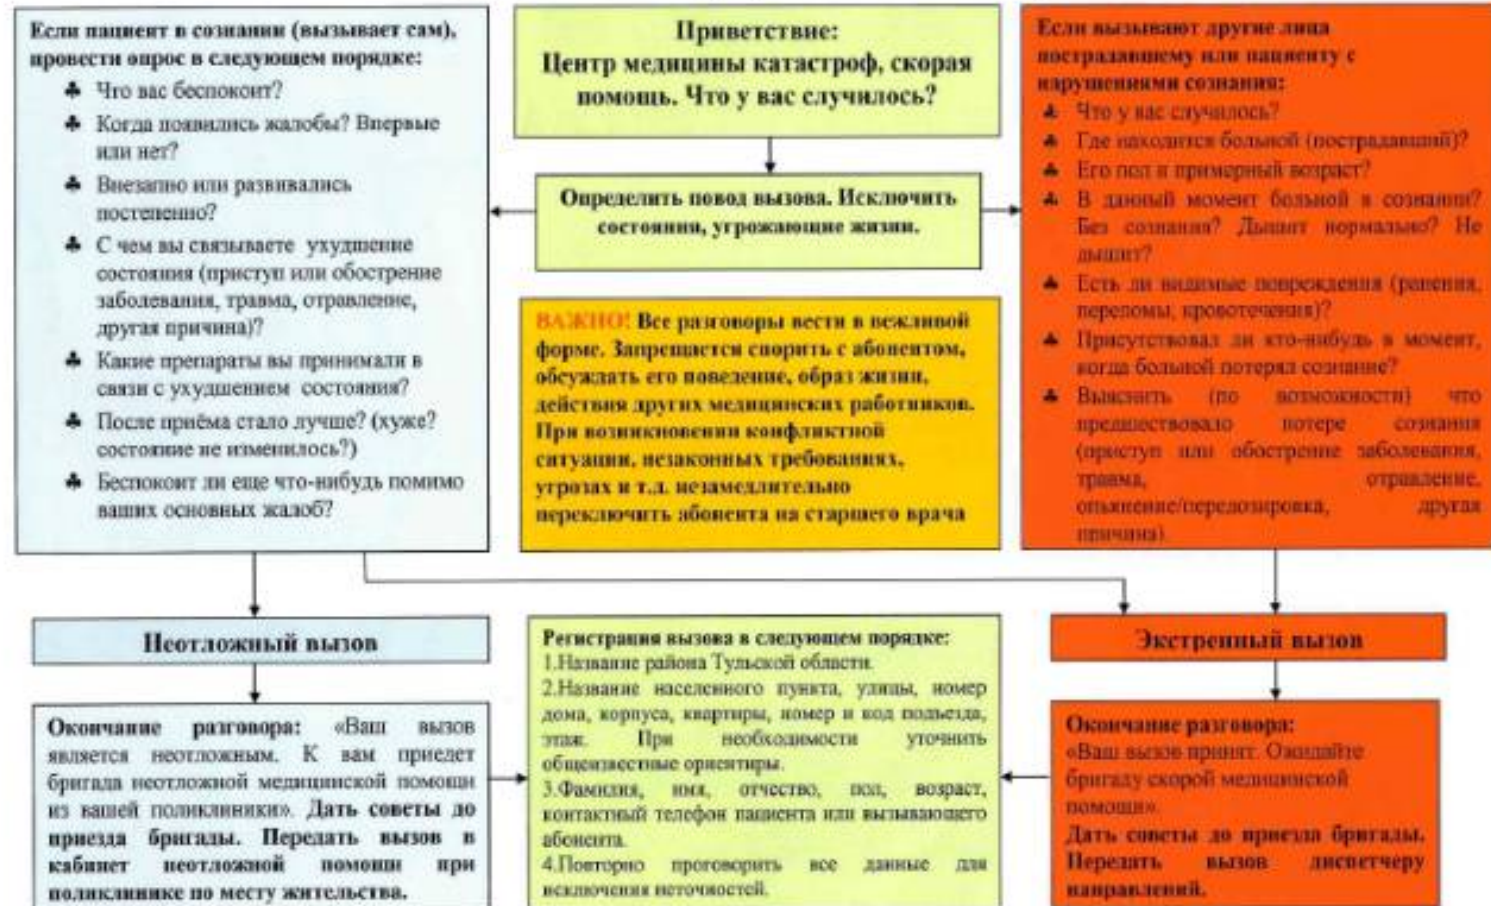 Если пациент в сознании (вызывает сам),
провести опрос в следующем порядке:
♣ Что вас беспокоит?
♣ Когда появились жалобы? Впервые
или нет?
♣ Внезапно или развивались
постепенно?
♣ С чем вы связываете ухудшение
состояния (приступ или обострение
заболевания, травма, отравление,
другая причина)?
♣ Какие препараты вы принимали в
связи с ухудшением состояния?
♣ После приёма стало лучше? (хуже?
состояние не изменилось?)
♣ Беспокоит ли еще что-нибудь помимо
ваших основных жалоб?
Приветствие:
Центр медицины катастроф, скорая
помощь. Что у вас случилось?
Определить повод вызова. Исключить
состояния, угрожающие жизни.
ВАЖНО! Все разговоры вести в вежливой
форме. Запрещается спорить с абонентом,
обсуждать его поведение, образ жизни,
действия других медицинских работников.
При возникновении конфликтной
ситуации, незаконных требованиях,
угрозах и т.д. незамедлительно
переключить абонента на старшего врача
Если вызывают другие лица
пострадавшему или пациенту с
нарушениями сознания:
♣ Что у вас случилось?
♣ Где находится больной (пострадавший)?
♣ Его пол и примерный возраст?
♣ В данный момент больной в сознании?
Без сознания? Дышит нормально? Не
дышит?
♣ Есть ли видимые повреждения (ранения,
переломы, кровотечения)?
♣ Присутствовал ли кто-нибудь в момент,
когда больной потерял сознание?
♣ Выяснить (по возможности) что
предшествовало потере сознания
(приступ или обострение заболевания,
травма, отравление,
опьянение/передозировка, другая
причина)
Неотложный вызов
Окончание разговора: «Ваш вызов
является неотложным. К вам приедет
бригада неотложной медицинской помощи
из вашей поликлиники». Дать советы до
приезда бригады. Передать вызов в
кабинет неотложной помощи при
поликлинике по месту жительства.
Регистрация вызова в следующем порядке:
1.Название района Тульской области.
2.Название населенного пункта, улицы, номер
дома, корпуса, квартиры, номер и код подъезда,
этаж. При необходимости уточнить
общеизвестные ориентиры.
3.Фамилия, имя, отчество, пол, возраст,
контактный телефон пациента или вызывающего
абонента.
4.Повторно проговорить все данные для
исключения неточностей.
Экстренный вызов
Окончание разговора:
«Ваш вызов принят. Ожидайте
бригаду скорой медицинской
помощи».
Дать советы до приезда бригады.
Передать вызов диспетчеру
направлений.